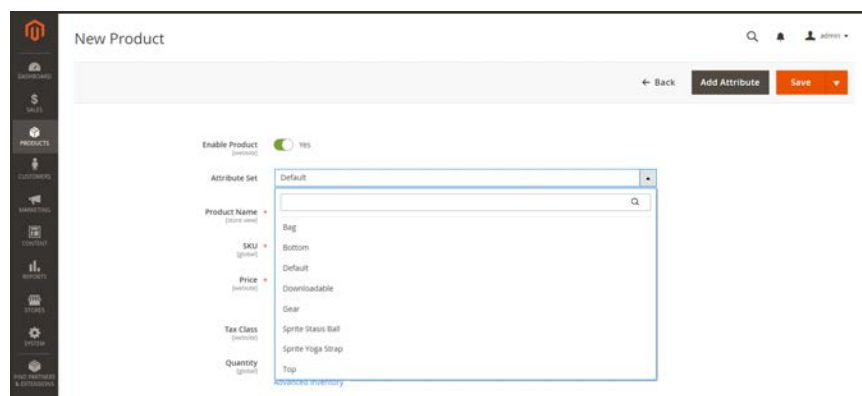 New Product
admin
DASHBOARD
SALES
PRODUCTS
CUSTOMERS
MARKETING
CONTENT
REPORTS
STORES
SYSTEM
FIND PARTNERS
& EXTENSIONS
← Back
Add Attribute
Save
Enable Product
[website]
Yes
Attribute Set
Default
Product Name *
[store view]
SKU *
[global]
Price *
[website]
Tax Class
[website]
Quantity
[global]
Bag
Bottom
Default
Downloadable
Gear
Sprite Stasis Ball
Sprite Yoga Strap
Top
Advanced Inventory